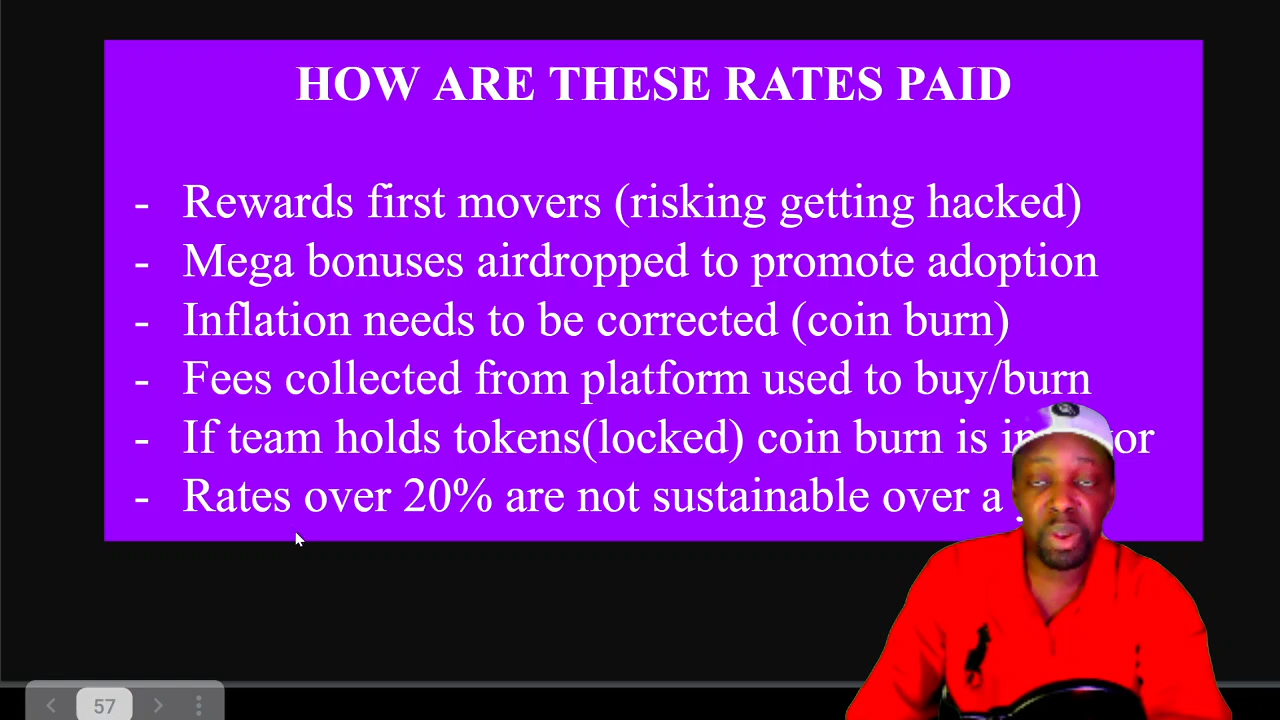 HOW ARE THESE RATES PAID
- Rewards first movers (risking getting hacked)
- Mega bonuses airdropped to promote adoption
- Inflation needs to be corrected (coin burn)
- Fees collected from platform used to buy/burn
- If team holds tokens(locked) coin burn is
- Rates over 20% are not sustainable over a
57